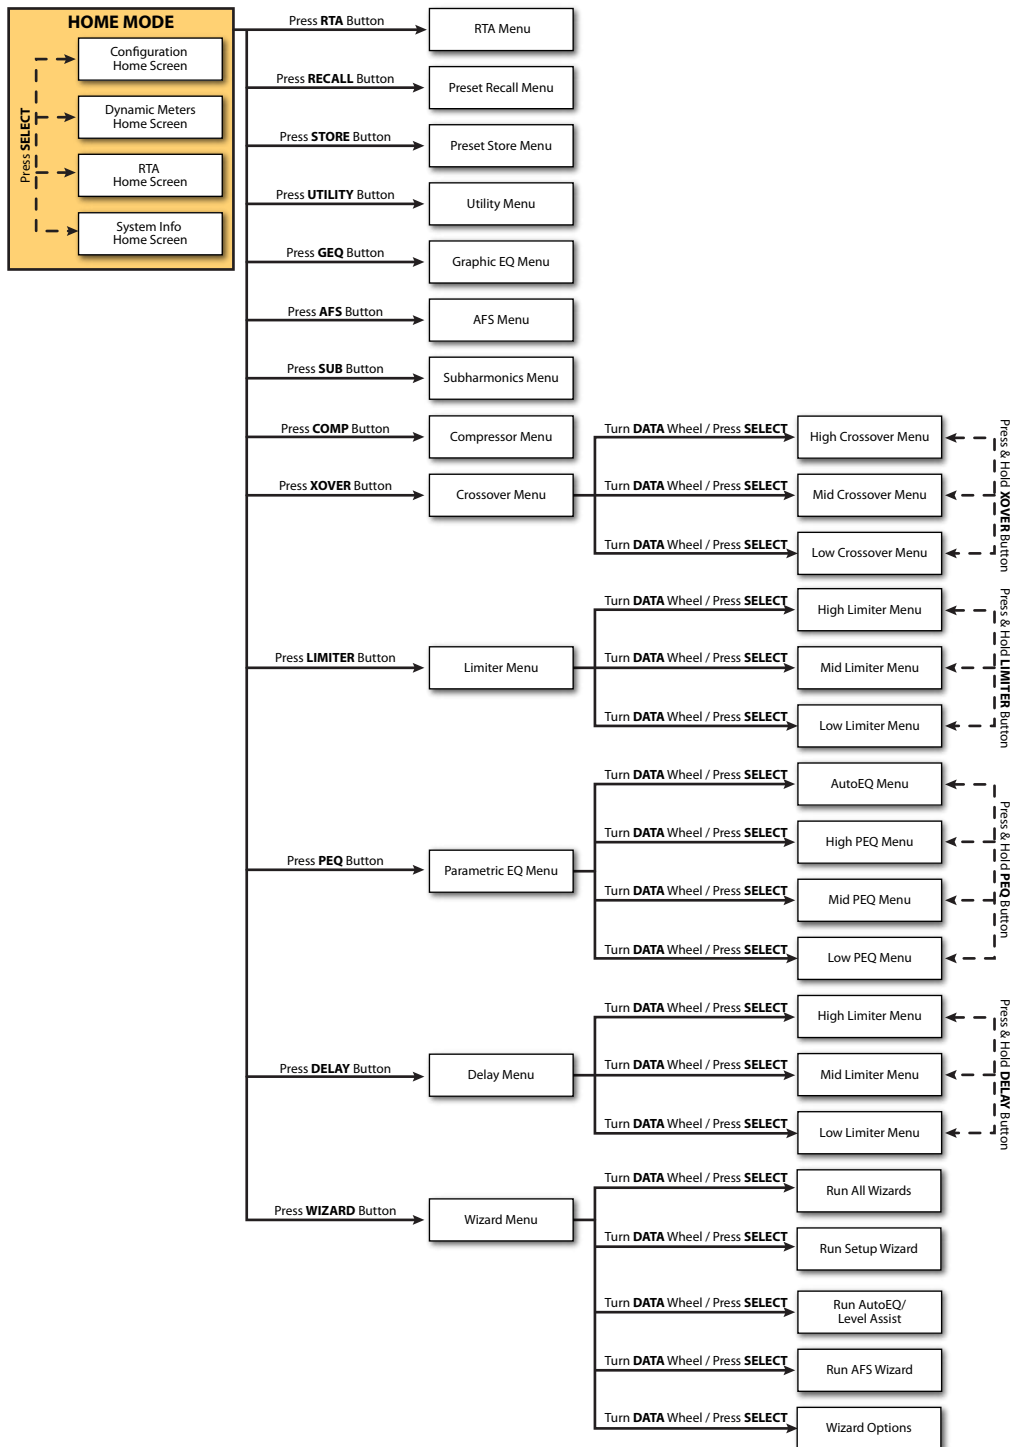 HOME MODE
Configuration
Home Screen
Dynamic Meters
Home Screen
RTA
Home Screen
System Info
Home Screen
Press SELECT
Press RTA Button
RTA Menu
Press RECALL Button
Preset Recall Menu
Press STORE Button
Preset Store Menu
Press UTILITY Button
Utility Menu
Press GEQ Button
Graphic EQ Menu
Press AFS Button
AFS Menu
Press SUB Button
Subharmonics Menu
Press COMP Button
Compressor Menu
Press XOVER Button
Crossover Menu
Turn DATA Wheel / Press SELECT
High Crossover Menu
Turn DATA Wheel / Press SELECT
Mid Crossover Menu
Turn DATA Wheel / Press SELECT
Low Crossover Menu
Press & Hold XOVER Button
Press LIMITER Button
Limiter Menu
Turn DATA Wheel / Press SELECT
High Limiter Menu
Turn DATA Wheel / Press SELECT
Mid Limiter Menu
Turn DATA Wheel / Press SELECT
Low Limiter Menu
Press & Hold LIMITER Button
Press PEQ Button
Parametric EQ Menu
Turn DATA Wheel / Press SELECT
AutoEQ Menu
Turn DATA Wheel / Press SELECT
High PEQ Menu
Turn DATA Wheel / Press SELECT
Mid PEQ Menu
Turn DATA Wheel / Press SELECT
Low PEQ Menu
Press & Hold PEQ Button
Press DELAY Button
Delay Menu
Turn DATA Wheel / Press SELECT
High Limiter Menu
Turn DATA Wheel / Press SELECT
Mid Limiter Menu
Turn DATA Wheel / Press SELECT
Low Limiter Menu
Press & Hold DELAY Button
Press WIZARD Button
Wizard Menu
Turn DATA Wheel / Press SELECT
Run All Wizards
Turn DATA Wheel / Press SELECT
Run Setup Wizard
Turn DATA Wheel / Press SELECT
Run AutoEQ/
Level Assist
Turn DATA Wheel / Press SELECT
Run AFS Wizard
Turn DATA Wheel / Press SELECT
Wizard Options